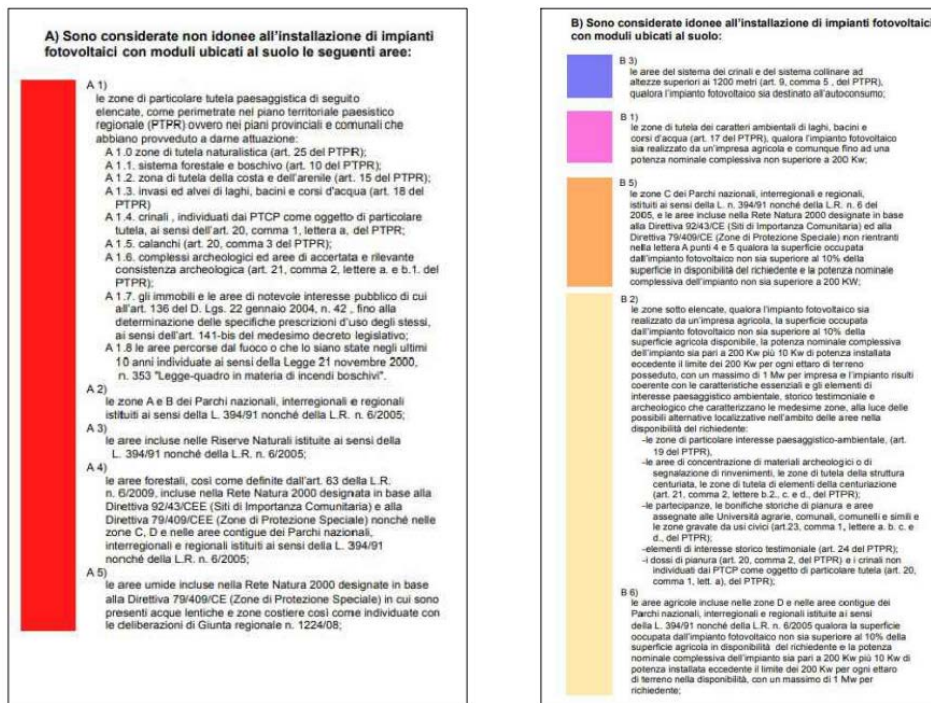 A) Sono considerate non idonee all'installazione di impianti
fotovoltaici con moduli ubicati al suolo le seguenti aree:
A 1)
le zone di particolare tutela paesaggistica di seguito
elencate, come perimetrate nel piano territoriale paesistico
regionale (PTPR) ovvero nei piani provinciali e comunali che
abbiano provveduto a darne attuazione:
A 1.0 zone di tutela naturalistica (art. 25 del PTPR);
A 1.1. sistema forestale e boschivo (art. 10 del PTPR);
A 1.2. zona di tutela della costa e dell'arenile (art. 15 del PTPR);
A 1.3. invasi ed alvei di laghi, bacini e corsi d'acqua (art. 18 del
PTPR)
A 1.4. crinali , individuati dai PTCP come oggetto di particolare
tutela, ai sensi dell'art. 20, comma 1, lettera a, del PTPR;
A 1.5. calanchi (art. 20, comma 3 del PTPR);
A 1.6. complessi archeologici ed aree di accertata e rilevante
consistenza archeologica (art. 21, comma 2, lettere a. e b.1. del
PTPR);
A 1.7. gli immobili e le aree di notevole interesse pubblico di cui
all'art. 136 del D. Lgs. 22 gennaio 2004, n. 42 , fino alla
determinazione delle specifiche prescrizioni d'uso degli stessi,
ai sensi dell'art. 141-bis del medesimo decreto legislativo;
A 1.8 le aree percorse dal fuoco o che lo siano state negli ultimi
10 anni individuate ai sensi della Legge 21 novembre 2000,
n. 353 "Legge-quadro in materia di incendi boschivi".
A 2)
le zone A e B dei Parchi nazionali, interregionali e regionali
istituiti ai sensi della L. 394/91 nonché della L.R. n. 6/2005;
A 3)
le aree incluse nelle Riserve Naturali istituite ai sensi della
L. 394/91 nonché della L.R. n. 6/2005;
A 4)
le aree forestali, così come definite dall'art. 63 della L.R.
n. 6/2009, incluse nella Rete Natura 2000 designata in base alla
Direttiva 92/43/CEE (Siti di Importanza Comunitaria) e alla
Direttiva 79/409/CEE (Zone di Protezione Speciale) nonché nelle
zone C, D e nelle aree contigue dei Parchi nazionali,
interregionali e regionali istituiti ai sensi della L. 394/91
nonché della L.R. n. 6/2005;
A 5)
le aree umide incluse nella Rete Natura 2000 designate in base
alla Direttiva 79/409/CE (Zone di Protezione Speciale) in cui sono
presenti acque lentiche e zone costiere così come individuate con
le deliberazioni di Giunta regionale n. 1224/08;
B) Sono considerate idonee all'installazione di impianti fotovoltaici
con moduli ubicati al suolo:
B 3)
le aree del sistema dei crinali e del sistema collinare ad
altezze superiori ai 1200 metri (art. 9, comma 5 , del PTPR),
qualora l'impianto fotovoltaico sia destinato all'autoconsumo;
B 1)
le zone di tutela dei caratteri ambientali di laghi, bacini e
corsi d'acqua (art. 17 del PTPR), qualora l'impianto fotovoltaico
sia realizzato da un'impresa agricola e comunque fino ad una
potenza nominale complessiva non superiore a 200 Kw;
B 5)
le zone C dei Parchi nazionali, interregionali e regionali,
istituiti ai sensi della L. n. 394/91 nonché della L.R. n. 6 del
2005, e le aree incluse nella Rete Natura 2000 designate in base
alla Direttiva 92/43/CE (Siti di Importanza Comunitaria) e alla
Direttiva 79/409/CE (Zone di Protezione Speciale) non rientranti
nella lettera A punti 4 e 5 qualora la superficie occupata
dall'impianto fotovoltaico non sia superiore al 10% della
superficie in disponibilità del richiedente e la potenza nominale
complessiva dell'impianto non sia superiore a 200 KW;
B 2)
le zone sotto elencate, qualora l'impianto fotovoltaico sia
realizzato da un'impresa agricola, la superficie occupata
dall'impianto fotovoltaico non sia superiore al 10% della
superficie agricola disponibile, la potenza nominale complessiva
dell'impianto sia pari a 200 Kw più 10 Kw di potenza installata
eccedente il limite dei 200 Kw per ogni ettaro di terreno
posseduto, con un massimo di 1 Mw per impresa e l'impianto risulti
coerente con le caratteristiche essenziali e gli elementi di
interesse paesaggistico ambientale, storico testimoniale e
archeologico che caratterizzano le medesime zone, alla luce delle
possibili alternative localizzative nell'ambito delle aree nella
disponibilità del richiedente:
-le zone di particolare interesse paesaggistico-ambientale, (art.
19 del PTPR),
-le aree di concentrazione di materiali archeologici o di
segnalazione di rinvenimenti, le zone di tutela della struttura
centuriata, le zone di tutela di elementi della centuriazione
(art. 21, comma 2, lettere b.2., c. e d., del PTPR);
-le partecipanze, le bonifiche storiche di pianura e aree
assegnate alle Università agrarie, comunali, comunelli e simili e
le zone gravate da usi civici (art.23, comma 1, lettere a. b. c. e
d., del PTPR);
-elementi di interesse storico testimoniale (art. 24 del PTPR);
-i dossi di pianura (art. 20, comma 2, del PTPR) e i crinali non
individuati dai PTCP come oggetto di particolare tutela (art. 20,
comma 1, lett. a), del PTPR);
B 6)
le aree agricole incluse nelle zone D e nelle aree contigue dei
Parchi nazionali, interregionali e regionali istituite ai sensi
della L. 394/91 nonché della L.R. n. 6/2005 qualora la superficie
occupata dall'impianto fotovoltaico non sia superiore al 10% della
superficie agricola in disponibilità del richiedente e la potenza
nominale complessiva dell'impianto sia pari a 200 Kw più 10 Kw di
potenza installata eccedente il limite dei 200 Kw per ogni ettaro
di terreno nella disponibilità, con un massimo di 1 Mw per
richiedente;